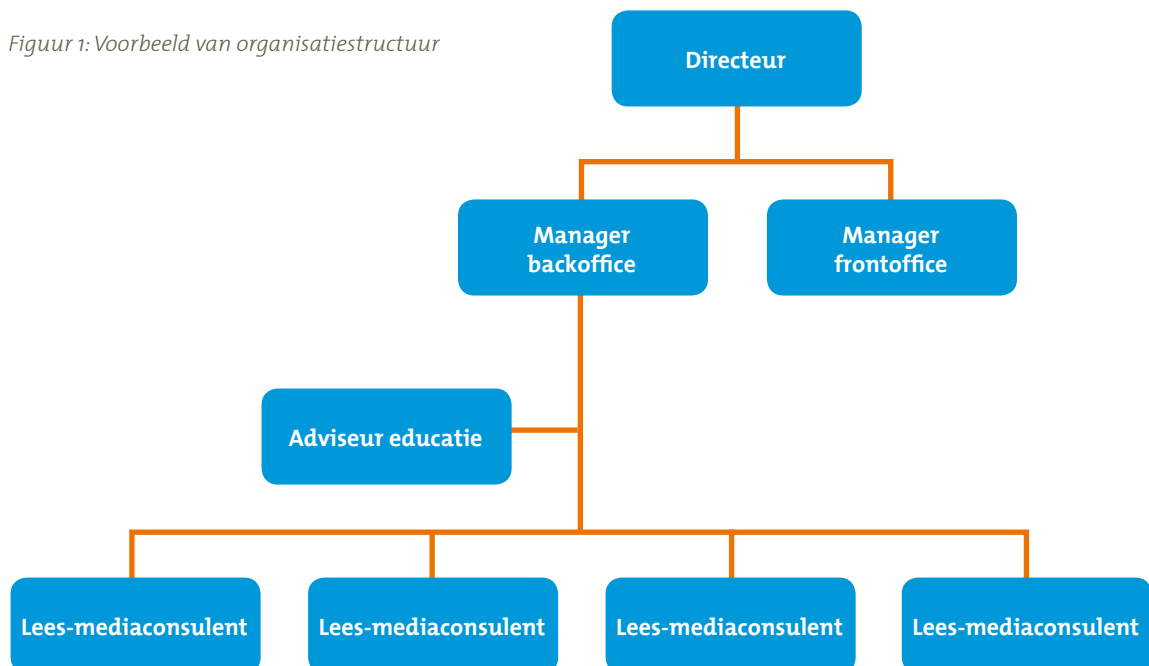 Figuur 1: Voorbeeld van organisatiestructuur
Directeur
Manager
backoffice
Manager
frontoffice
Adviseur educatie
Lees-mediaconsulent
Lees-mediaconsulent
Lees-mediaconsulent
Lees-mediaconsulent